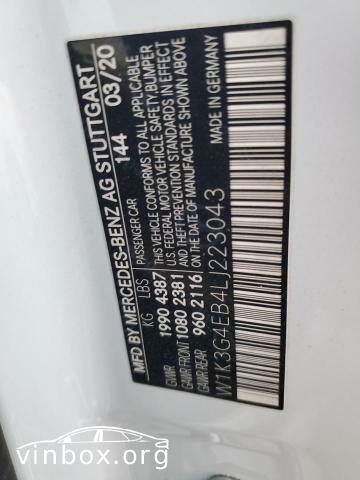 MFD BY MERCEDES-BENZ AG STUTTGART
144 03/20
KG LBS PASSENGER CAR
GVWR 1990 4387 THIS VEHICLE CONFORMS TO ALL APPLICABLE
GAWR FRONT 1080 2381 U.S. FEDERAL MOTOR VEHICLE SAFETY, BUMPER
GAWR REAR 960 2116 AND THEFT PREVENTION STANDARDS IN EFFECT
ON THE DATE OF MANUFACTURE SHOWN ABOVE
MADE IN GERMANY
W1K3G4EB4LJ223043
vinbox.org